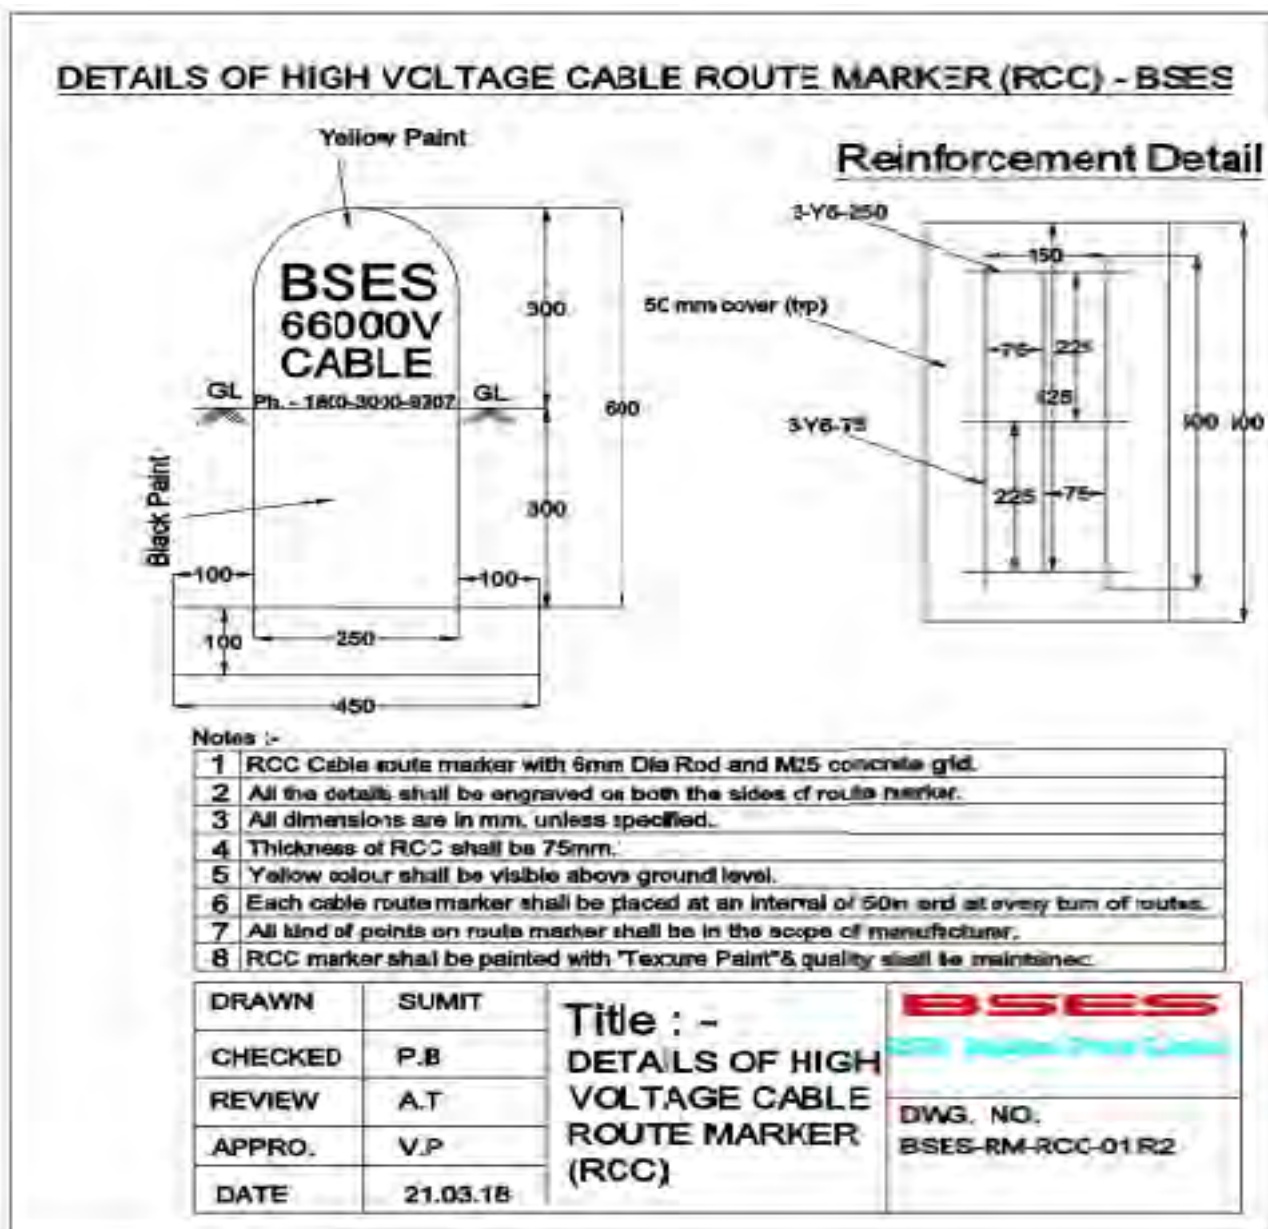 DETAILS OF HIGH VOLTAGE CABLE ROUTE MARKER (RCC) - BSES
Yellow Paint
Reinforcement Detail
BSES
66000V
CABLE
GL
GL
300
600
300
Black Paint
100
100
100
250
450
150
50 mm cover (typ)
75
225
225
75
Notes :-
1 RCC Cable route marker with 6mm Dia Rod and M25 concrete grid.
2 All the details shall be engraved on both the sides of route marker.
3 All dimensions are in mm. unless specified.
4 Thickness of RCC shall be 75mm.
5 Yellow colour shall be visible above ground level.
6 Each cable route marker shall be placed at an interval of 50m and at every turn of routes.
7 All kind of points on route marker shall be in the scope of manufacturer.
8 RCC marker shall be painted with "Texture Paint"& quality shall be maintained.
DRAWN SUMIT
CHECKED P.B
REVIEW A.T
APPRO. V.P
DATE 21.03.18
Title : -
DETAILS OF HIGH
VOLTAGE CABLE
ROUTE MARKER
(RCC)
BSES
DWG. NO.
BSES-RM-RCC-01R2